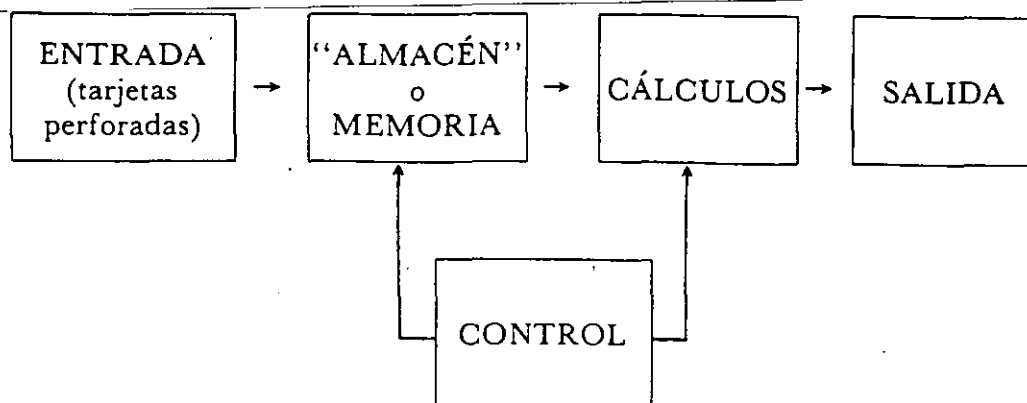 ENTRADA
(tarjetas
perforadas)
“ALMACÉN”
o
MEMORIA
CÁLCULOS
SALIDA
CONTROL